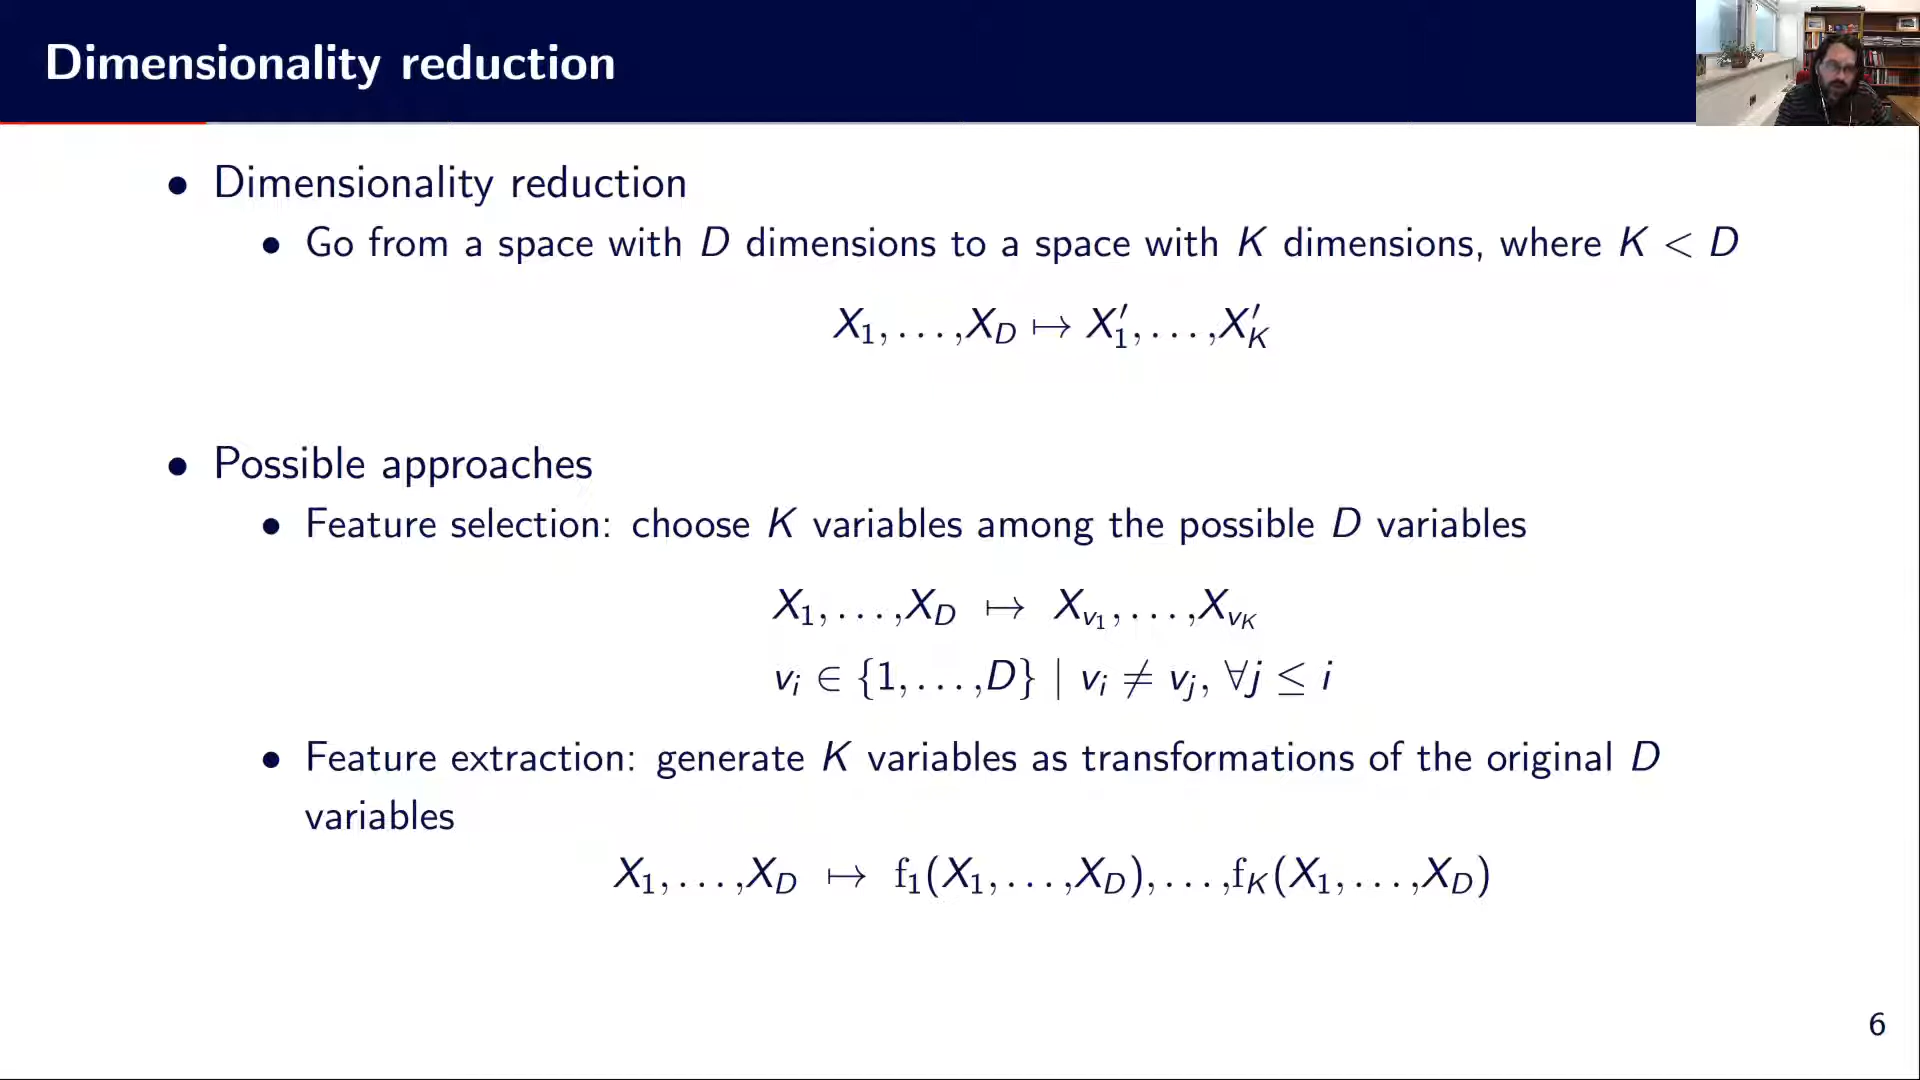 Dimensionality reduction
• Dimensionality reduction
• Go from a space with D dimensions to a space with K dimensions, where K < D
X₁, . . . ,X_D ↦ X′₁, . . . ,X′_K
• Possible approaches
• Feature selection: choose K variables among the possible D variables
X₁, . . . ,X_D ↦ X_{v₁}, . . . ,X_{v_K}
v_i ∈ {1, . . . ,D} | v_i ≠ v_j, ∀j ≤ i
• Feature extraction: generate K variables as transformations of the original D
variables
X₁, . . . ,X_D ↦ f₁(X₁, . . . ,X_D), . . . ,f_K(X₁, . . . ,X_D)
6